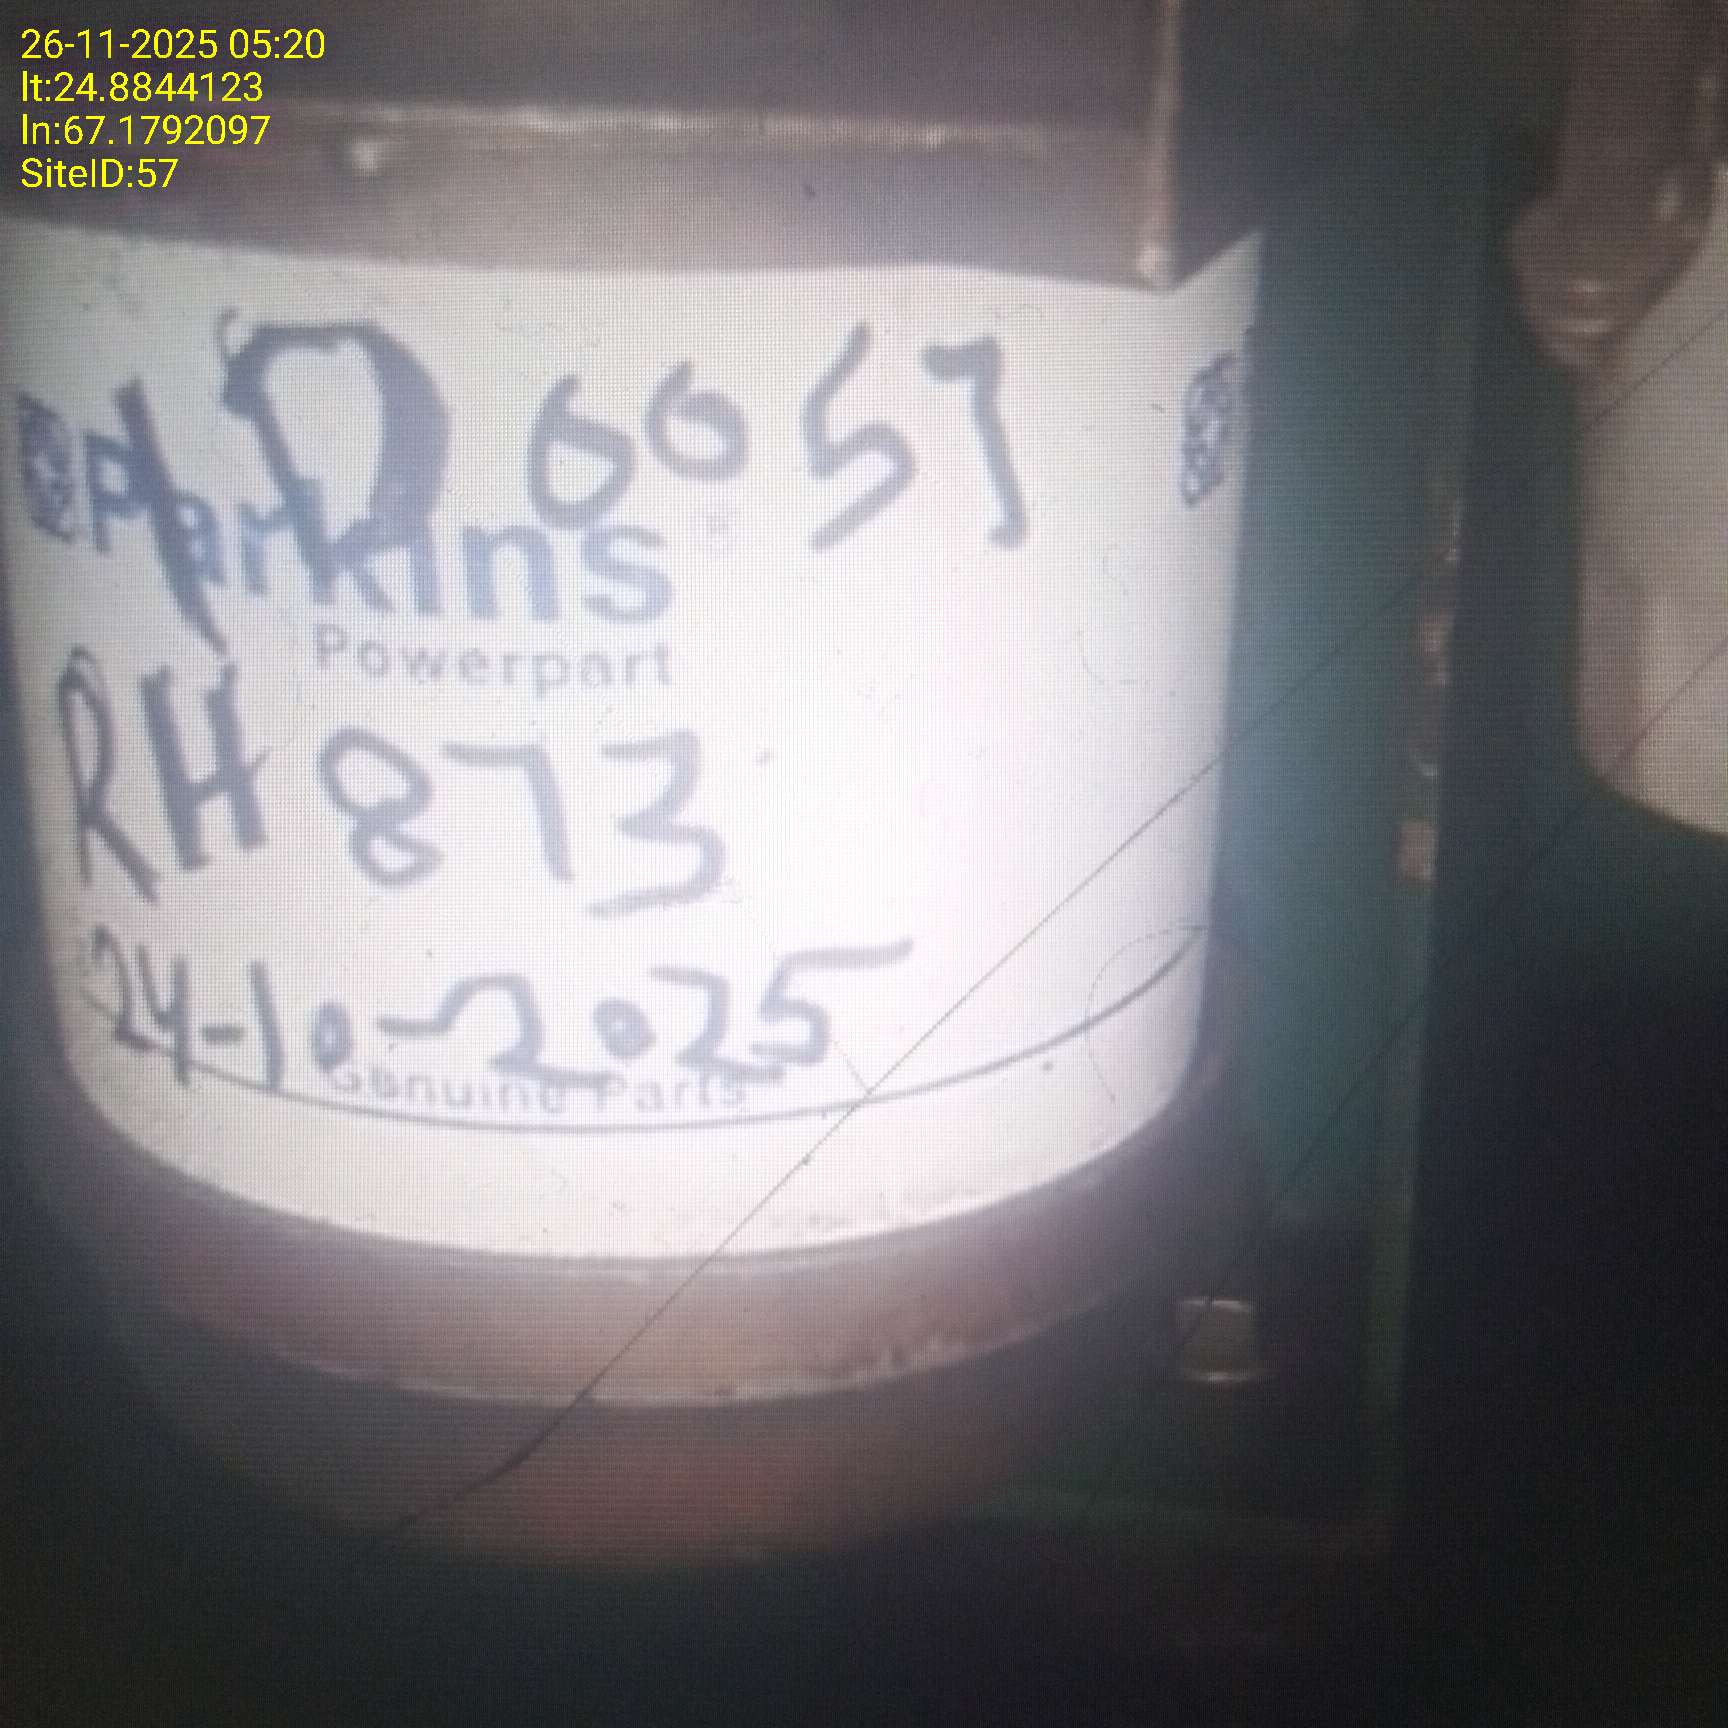 26-11-2025 05:20
lt:24.8844123
ln:67.1792097
SiteID:57
1D0057
Perkins
Powerpart
RH 873
24-10-2025
Genuine Parts